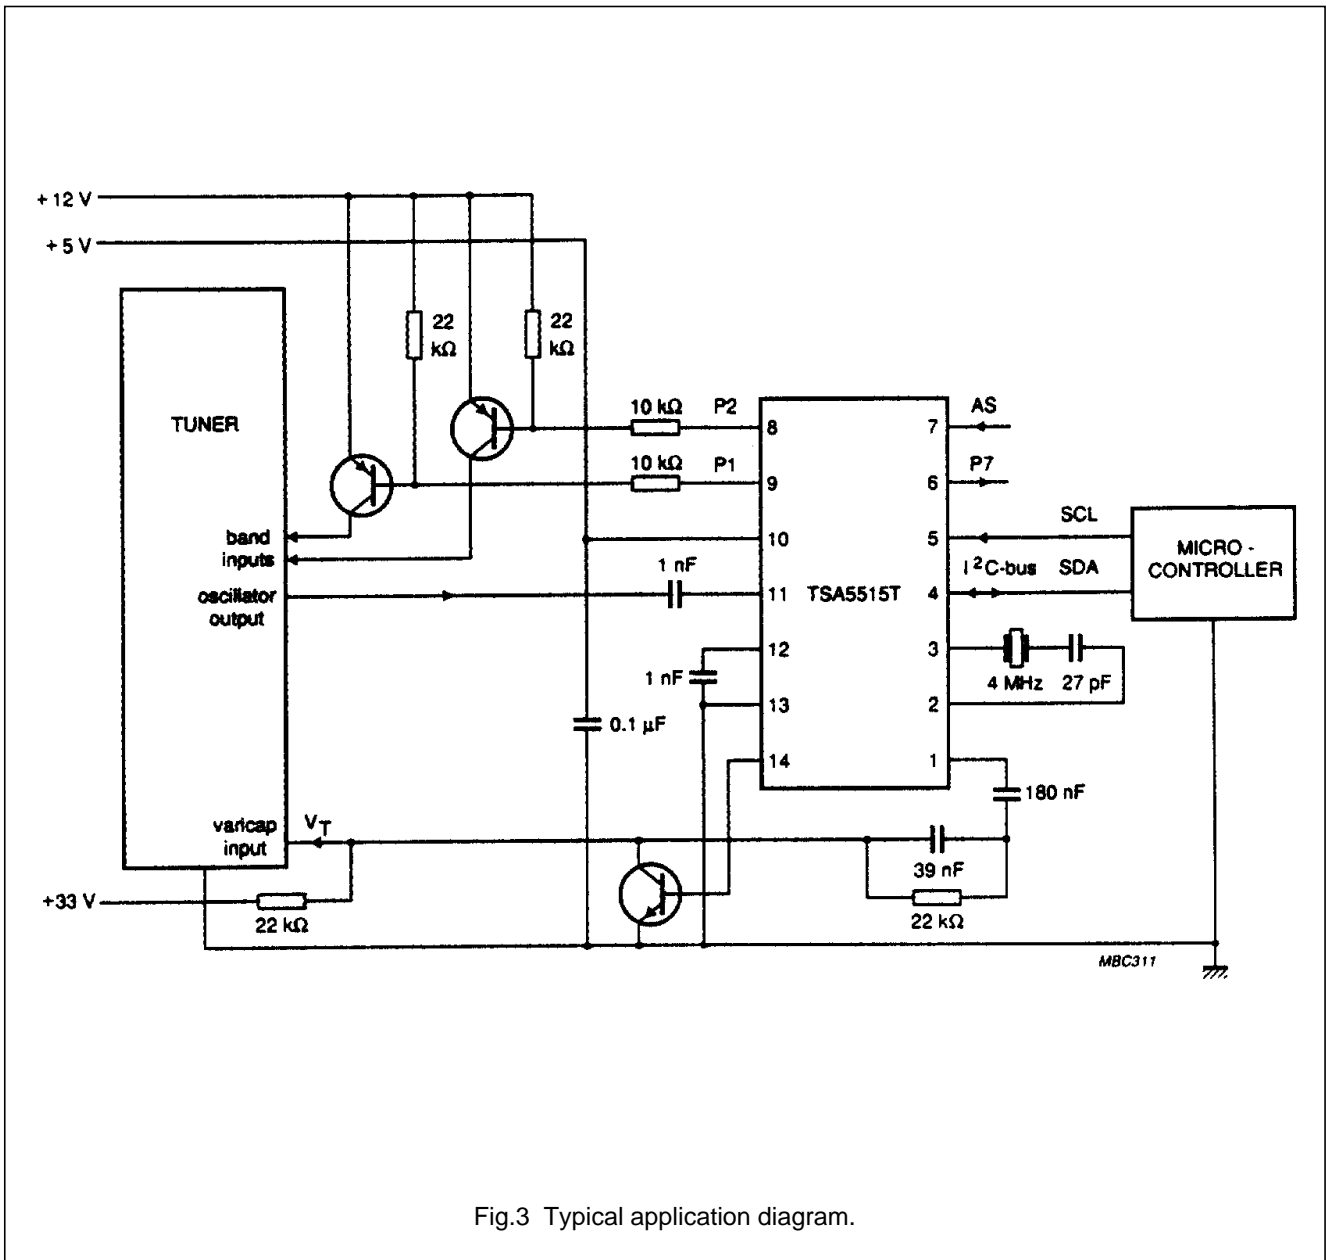 + 12 V
+ 5 V
22
kΩ
22
kΩ
TUNER
10 kΩ P2
10 kΩ P1
8
9
10
11
12
13
14
TSA5515T
7
6
5
4
3
2
1
AS
P7
SCL
I²C-bus SDA
MICRO -
CONTROLLER
band
inputs
oscillator
output
1 nF
1 nF
4 MHz 27 pF
0.1 µF
180 nF
varicap
input
VT
39 nF
22 kΩ
+33 V
22 kΩ
MBC311
Fig.3 Typical application diagram.